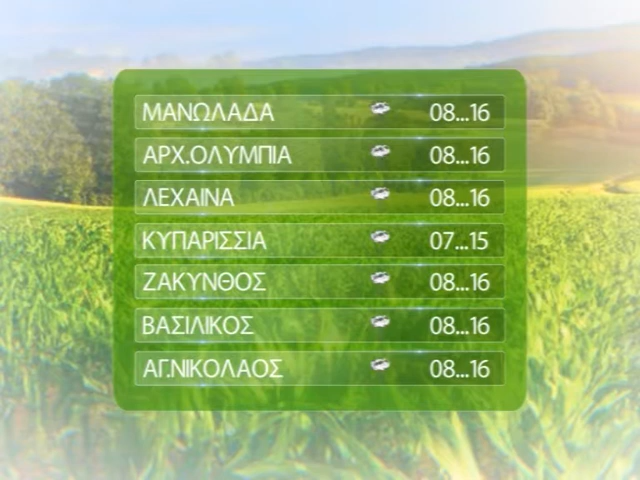 ΜΑΝΩΛΑΔΑ 08...16
ΑΡΧ.ΟΛΥΜΠΙΑ 08...16
ΛΕΧΑΙΝΑ 08...16
ΚΥΠΑΡΙΣΣΙΑ 07...15
ΖΑΚΥΝΘΟΣ 08...16
ΒΑΣΙΛΙΚΟΣ 08...16
ΑΓ.ΝΙΚΟΛΑΟΣ 08...16